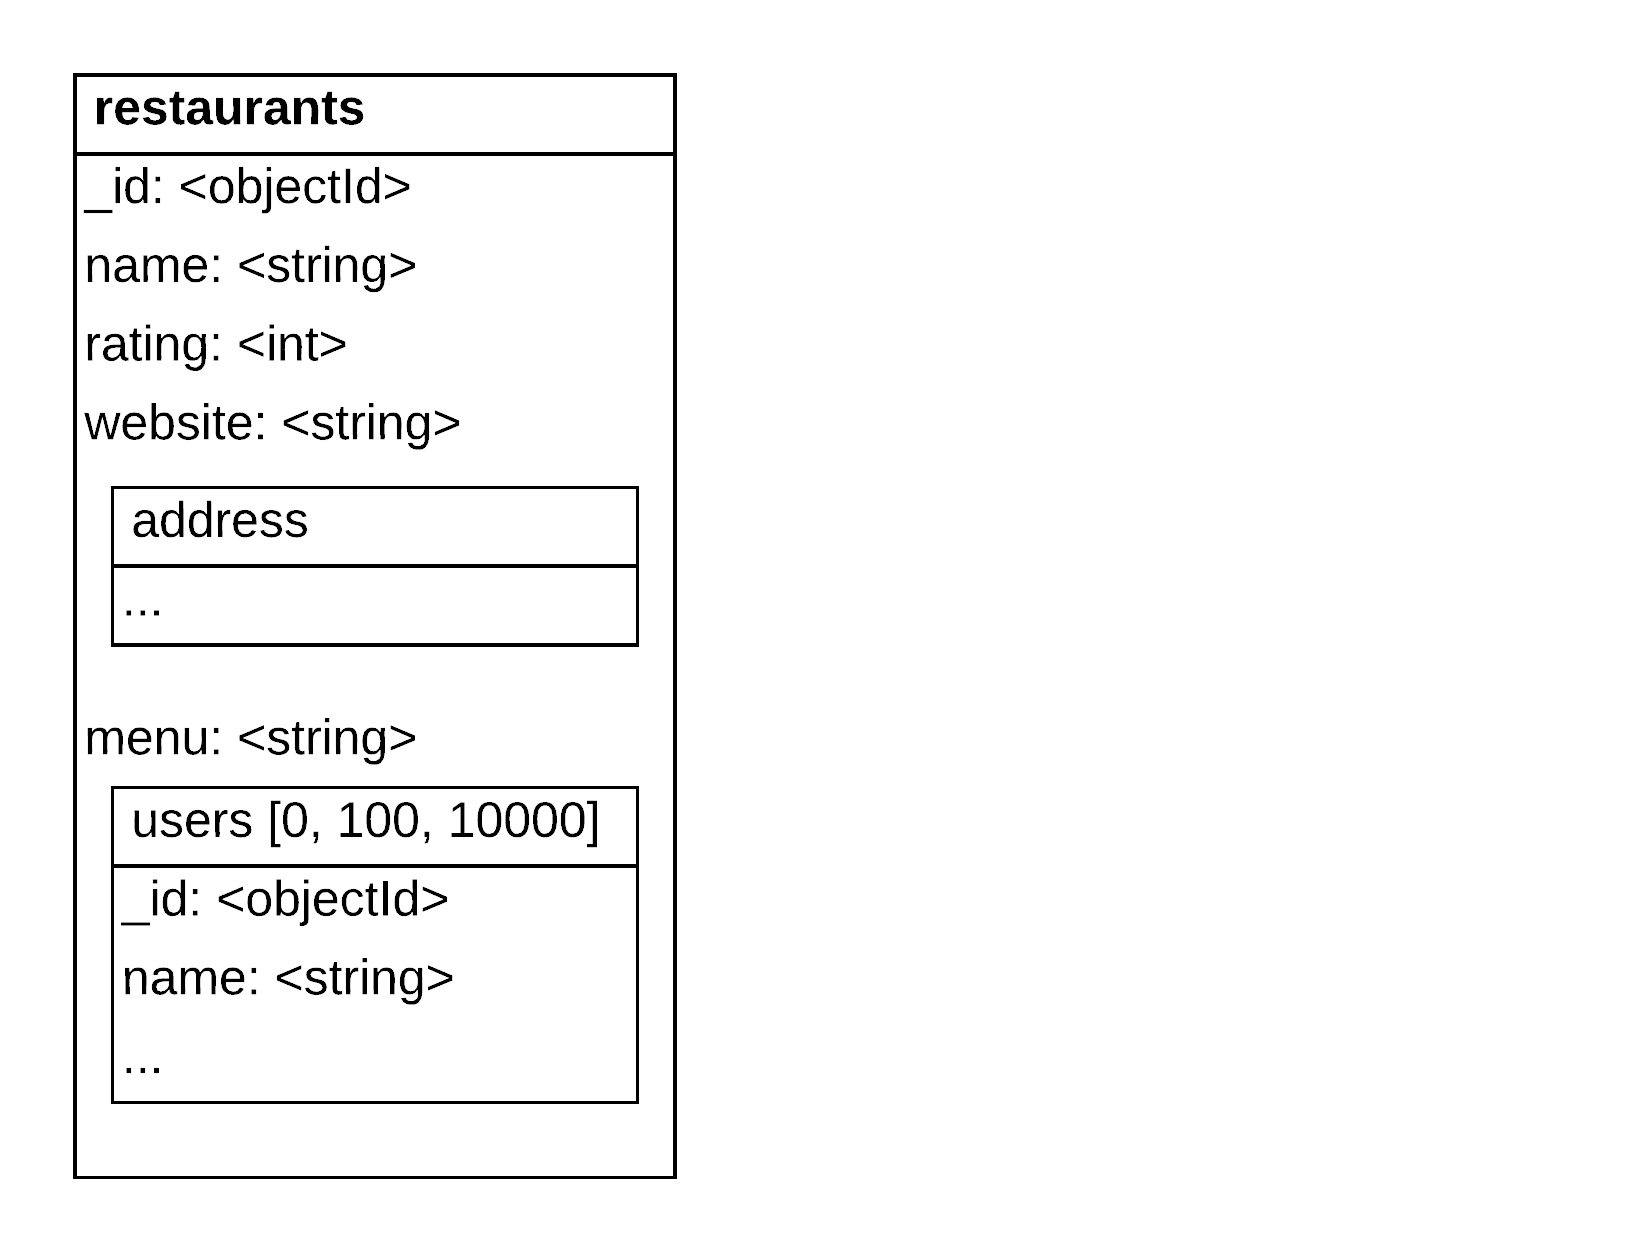 restaurants
_id: <objectId>
name: <string>
rating: <int>
website: <string>
address
...
menu: <string>
users [0, 100, 10000]
_id: <objectId>
name: <string>
...